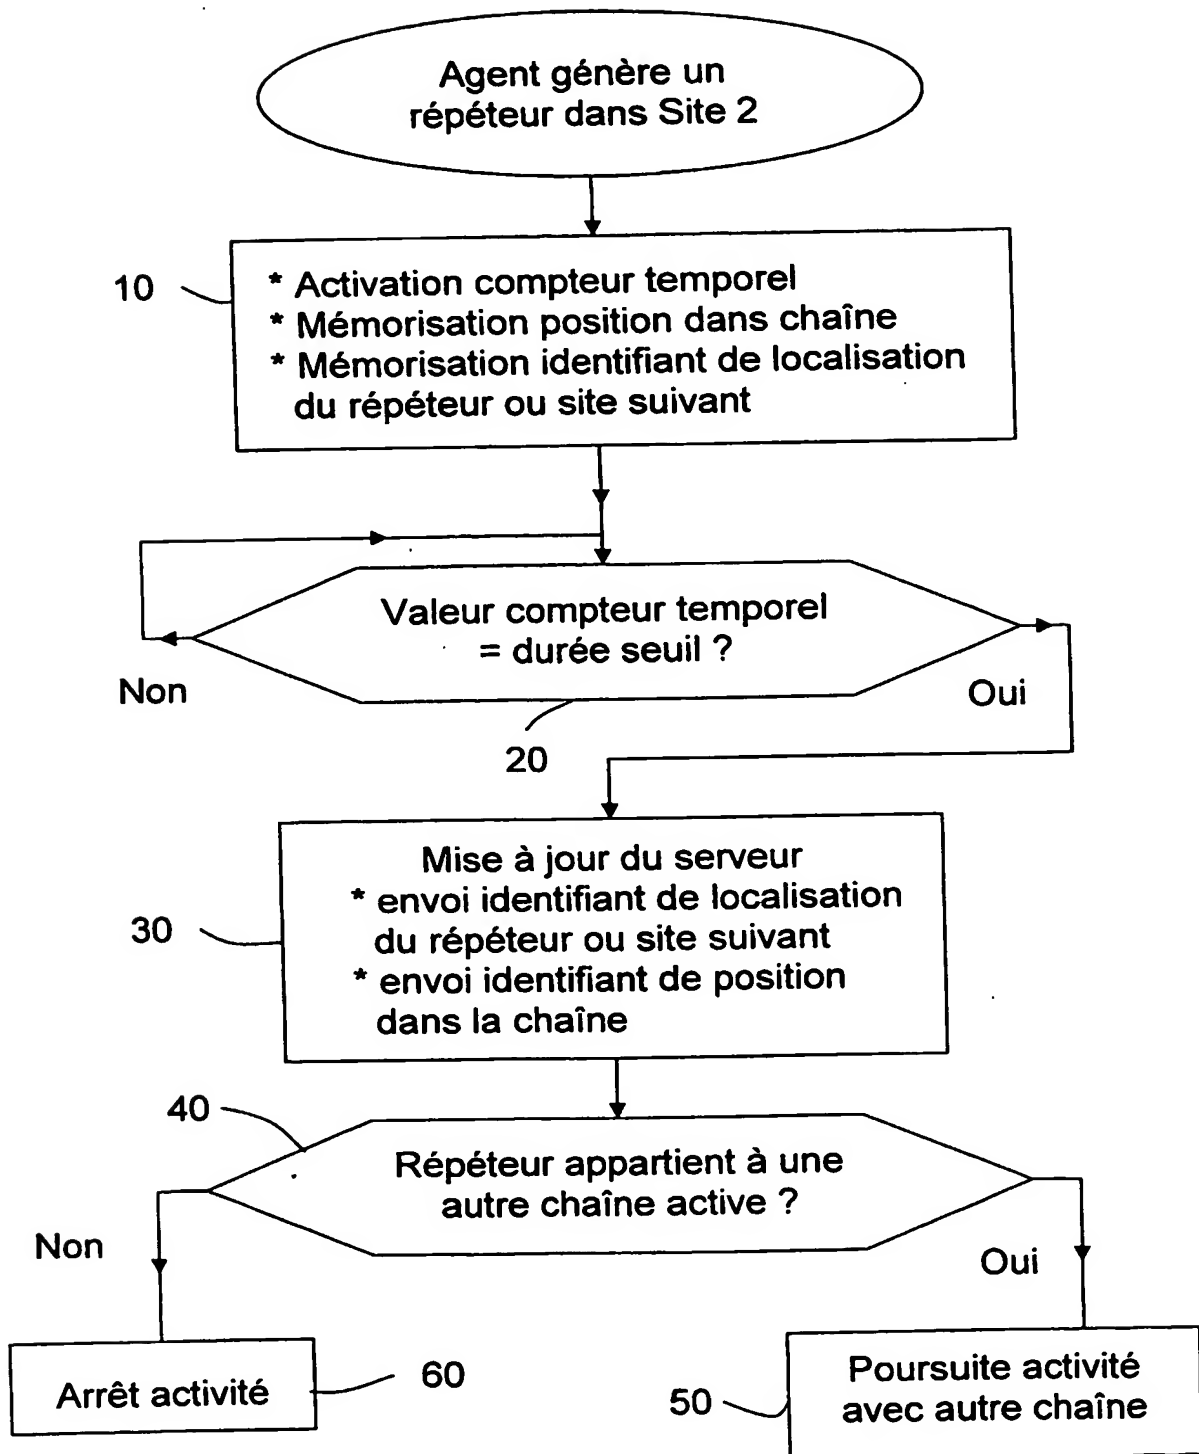 Agent génère un
répéteur dans Site 2
10
* Activation compteur temporel
* Mémorisation position dans chaîne
* Mémorisation identifiant de localisation
du répéteur ou site suivant
Valeur compteur temporel
= durée seuil ?
Non
Oui
20
30
Mise à jour du serveur
* envoi identifiant de localisation
du répéteur ou site suivant
* envoi identifiant de position
dans la chaîne
40
Répéteur appartient à une
autre chaîne active ?
Non
Oui
Arrêt activité
60
50
Poursuite activité
avec autre chaîne